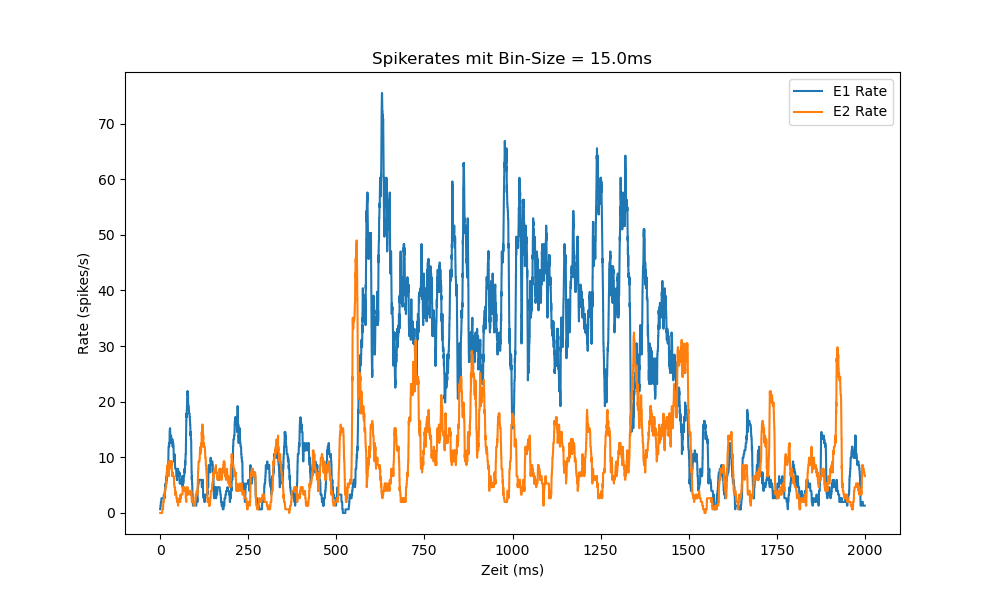 Spikerates mit Bin-Size = 15.0ms
E1 Rate
E2 Rate
Rate (spikes/s)
70
60
50
40
30
20
10
0
0 250 500 750 1000 1250 1500 1750 2000
Zeit (ms)